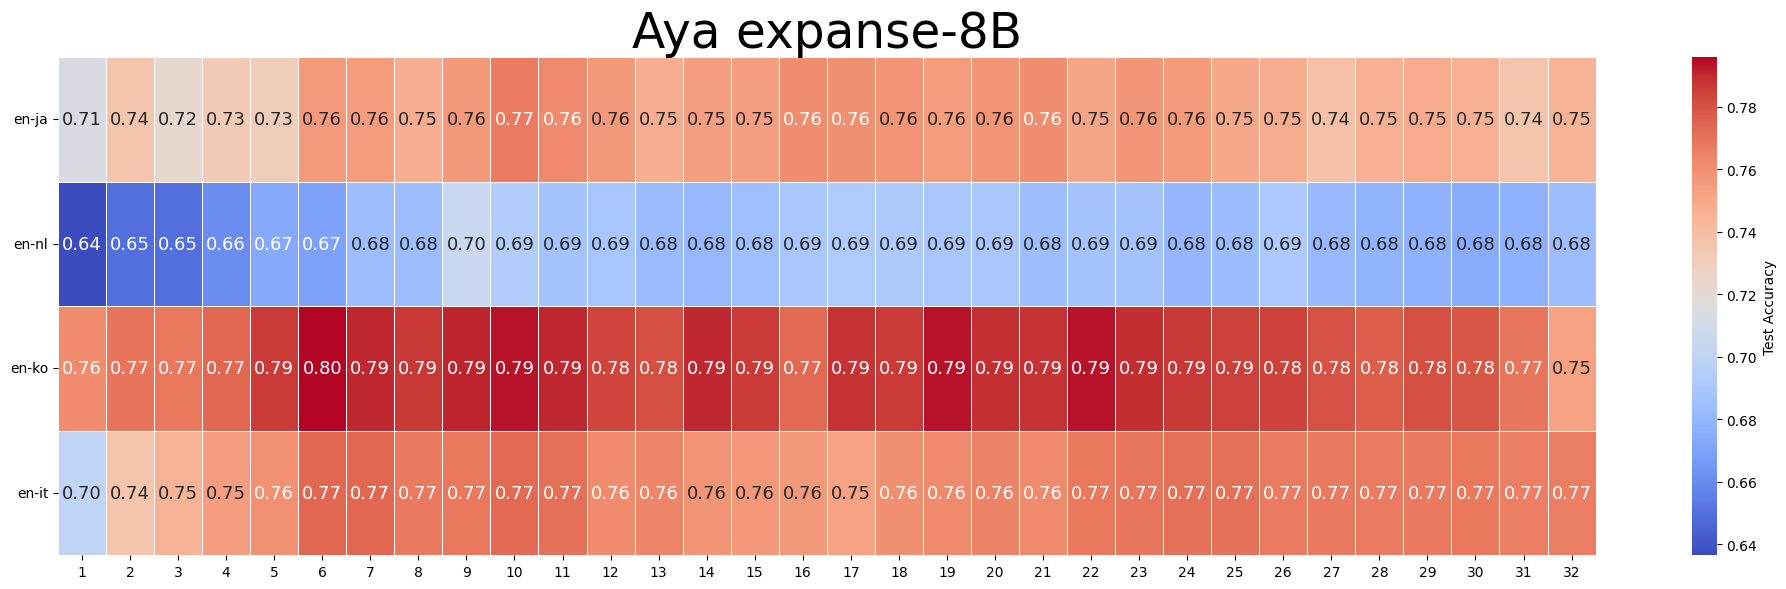 Aya expanse-8B
en-ja 0.71 0.74 0.72 0.73 0.73 0.76 0.76 0.75 0.76 0.77 0.76 0.76 0.75 0.75 0.75 0.76 0.76 0.76 0.76 0.76 0.76 0.75 0.76 0.76 0.75 0.75 0.74 0.75 0.75 0.75 0.74 0.75
en-nl 0.64 0.65 0.65 0.66 0.67 0.67 0.68 0.68 0.70 0.69 0.69 0.69 0.68 0.68 0.68 0.69 0.69 0.69 0.69 0.69 0.68 0.69 0.69 0.68 0.68 0.69 0.68 0.68 0.68 0.68 0.68 0.68
en-ko 0.76 0.77 0.77 0.77 0.79 0.80 0.79 0.79 0.79 0.79 0.79 0.78 0.78 0.79 0.79 0.77 0.79 0.79 0.79 0.79 0.79 0.79 0.79 0.79 0.79 0.78 0.78 0.78 0.78 0.78 0.77 0.75
en-it 0.70 0.74 0.75 0.75 0.76 0.77 0.77 0.77 0.77 0.77 0.77 0.76 0.76 0.76 0.76 0.76 0.75 0.76 0.76 0.76 0.76 0.77 0.77 0.77 0.77 0.77 0.77 0.77 0.77 0.77 0.77 0.77
1 2 3 4 5 6 7 8 9 10 11 12 13 14 15 16 17 18 19 20 21 22 23 24 25 26 27 28 29 30 31 32
0.78
0.76
0.74
0.72
0.70
0.68
0.66
0.64
Test Accuracy